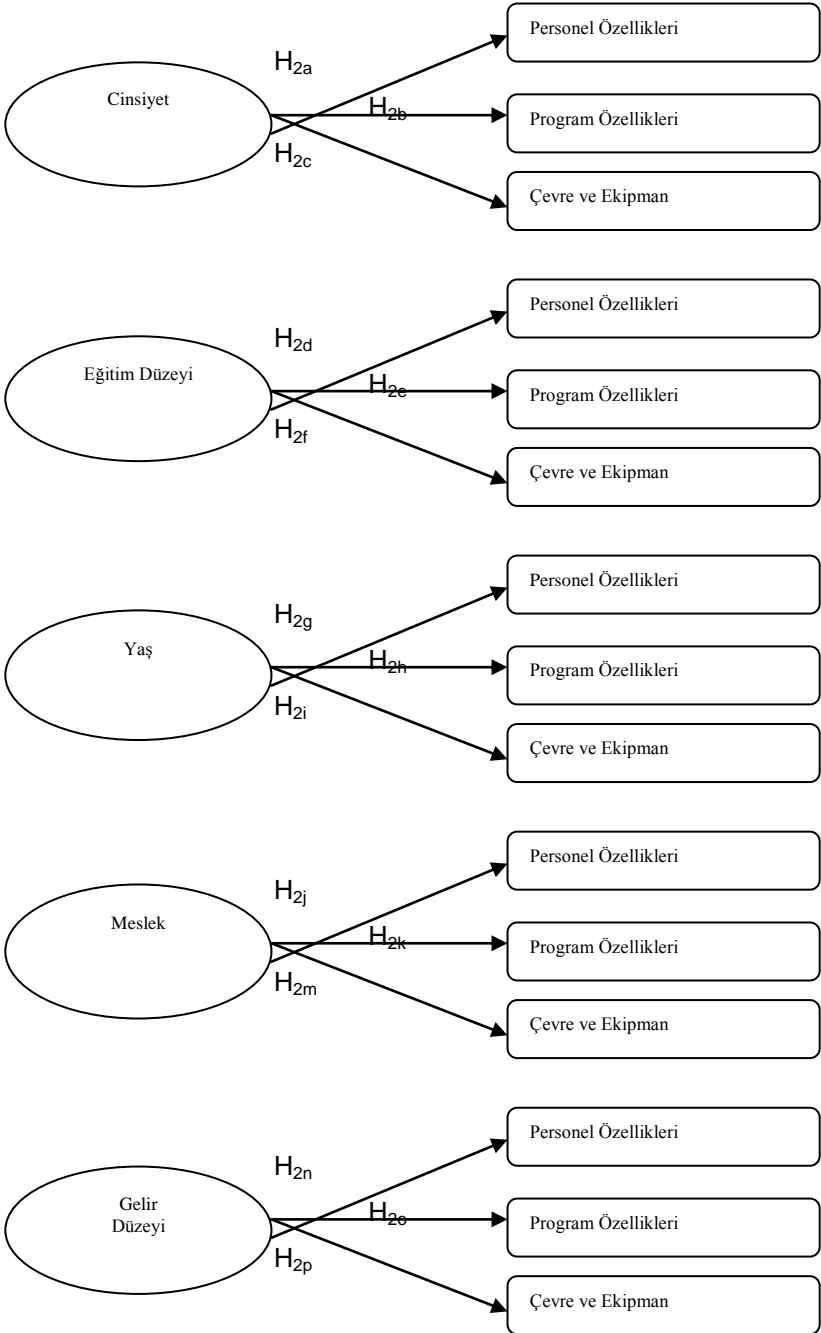 Personel Özellikleri
H2a
Cinsiyet
H2b
Program Özellikleri
H2c
Çevre ve Ekipman
Personel Özellikleri
H2d
Eğitim Düzeyi
H2e
Program Özellikleri
H2f
Çevre ve Ekipman
Personel Özellikleri
H2g
Yaş
H2h
Program Özellikleri
H2i
Çevre ve Ekipman
Personel Özellikleri
H2j
Meslek
H2k
Program Özellikleri
H2m
Çevre ve Ekipman
Personel Özellikleri
H2n
Gelir
Düzeyi
H2o
Program Özellikleri
H2p
Çevre ve Ekipman